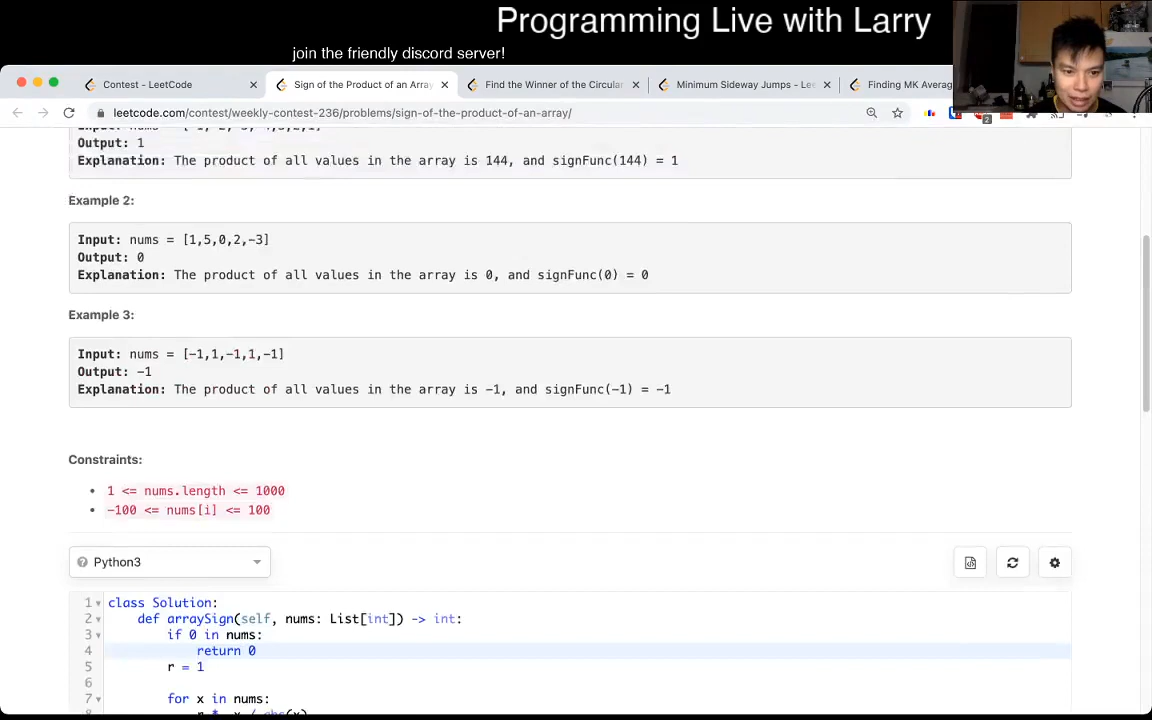 Programming Live with Larry
join the friendly discord server!
Contest - LeetCode
Sign of the Product of an Array
Find the Winner of the Circular
Minimum Sideway Jumps - Lee
Finding MK Averag
leetcode.com/contest/weekly-contest-236/problems/sign-of-the-product-of-an-array/
2
Output: 1
Explanation: The product of all values in the array is 144, and signFunc(144) = 1
Example 2:
Input: nums = [1,5,0,2,-3]
Output: 0
Explanation: The product of all values in the array is 0, and signFunc(0) = 0
Example 3:
Input: nums = [-1,1,-1,1,-1]
Output: -1
Explanation: The product of all values in the array is -1, and signFunc(-1) = -1
Constraints:
• 1 <= nums.length <= 1000
• -100 <= nums[i] <= 100
Python3
1 class Solution:
2 def arraySign(self, nums: List[int]) -> int:
3 if 0 in nums:
4 return 0
5 r = 1
6
7 for x in nums: